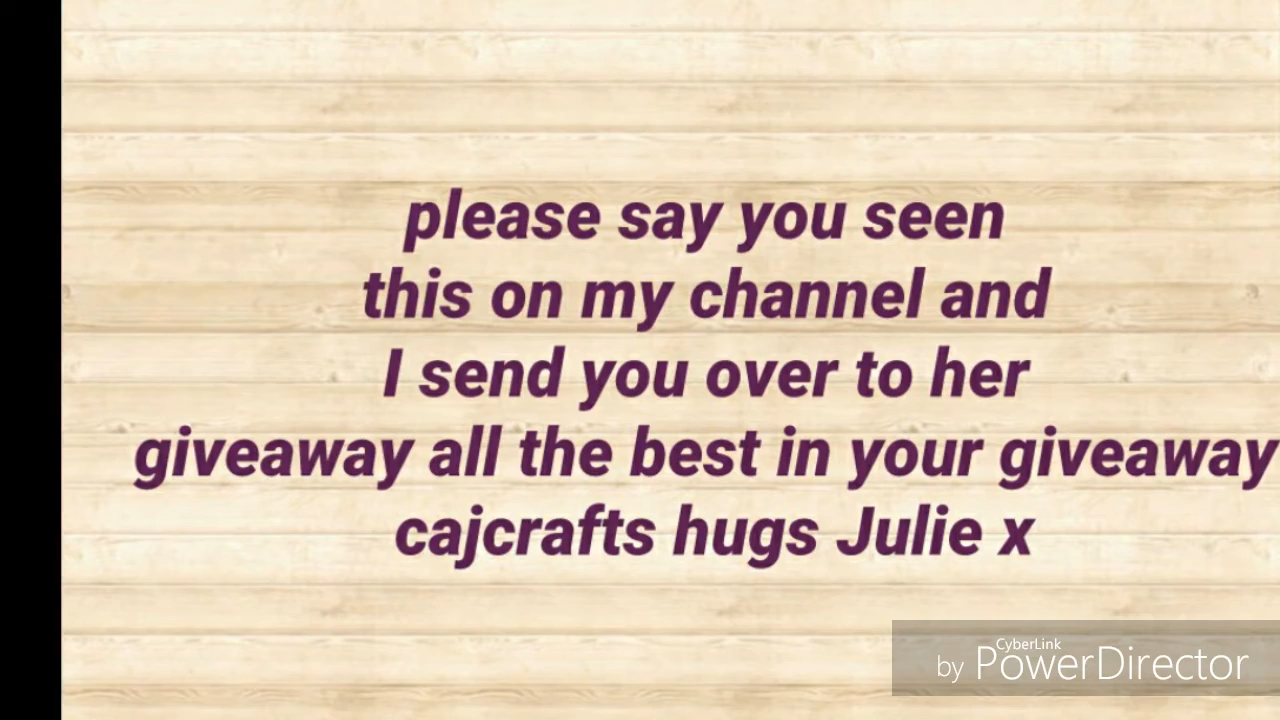 please say you seen
this on my channel and
I send you over to her
giveaway all the best in your giveaway
cajcrafts hugs Julie x
CyberLink
by PowerDirector